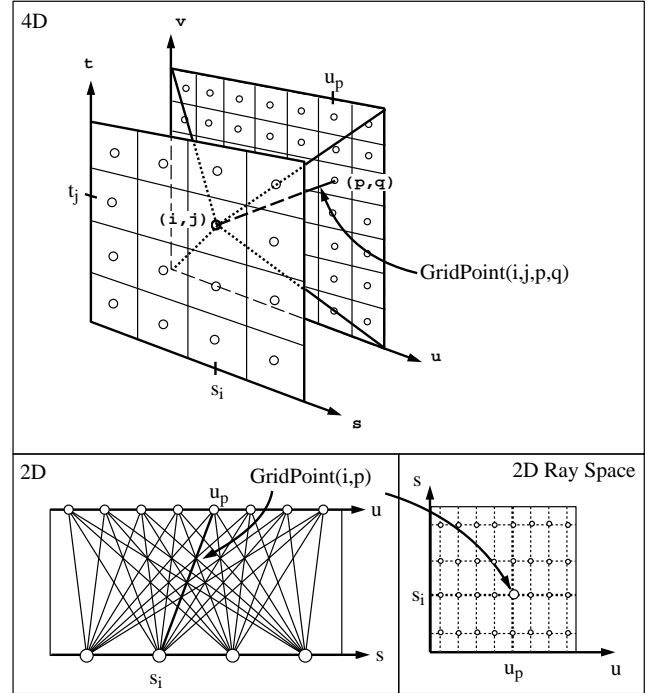 4D
v
t
u_p
t_j
(i,j)
(p,q)
GridPoint(i,j,p,q)
u
s_i
s
2D
GridPoint(i,p)
u_p
u
s
s_i
2D Ray Space
s
s_i
u_p
u